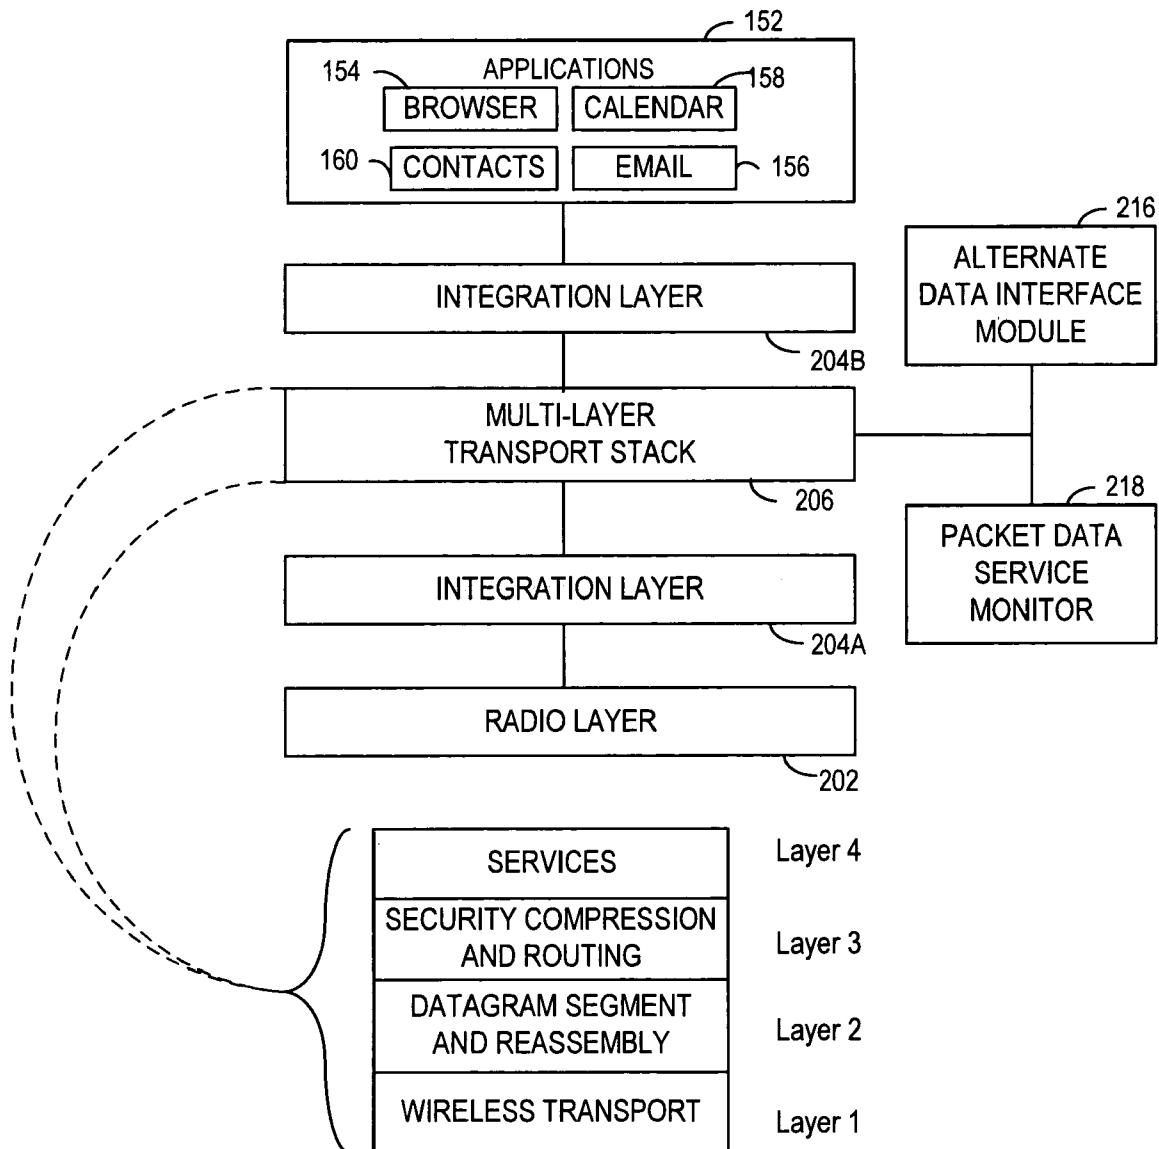 152
APPLICATIONS
154
158
BROWSER
CALENDAR
160
CONTACTS
EMAIL
156
216
ALTERNATE
DATA INTERFACE
MODULE
INTEGRATION LAYER
204B
MULTI-LAYER
TRANSPORT STACK
206
218
PACKET DATA
SERVICE
MONITOR
INTEGRATION LAYER
204A
RADIO LAYER
202
SERVICES
Layer 4
SECURITY COMPRESSION
AND ROUTING
Layer 3
DATAGRAM SEGMENT
AND REASSEMBLY
Layer 2
WIRELESS TRANSPORT
Layer 1